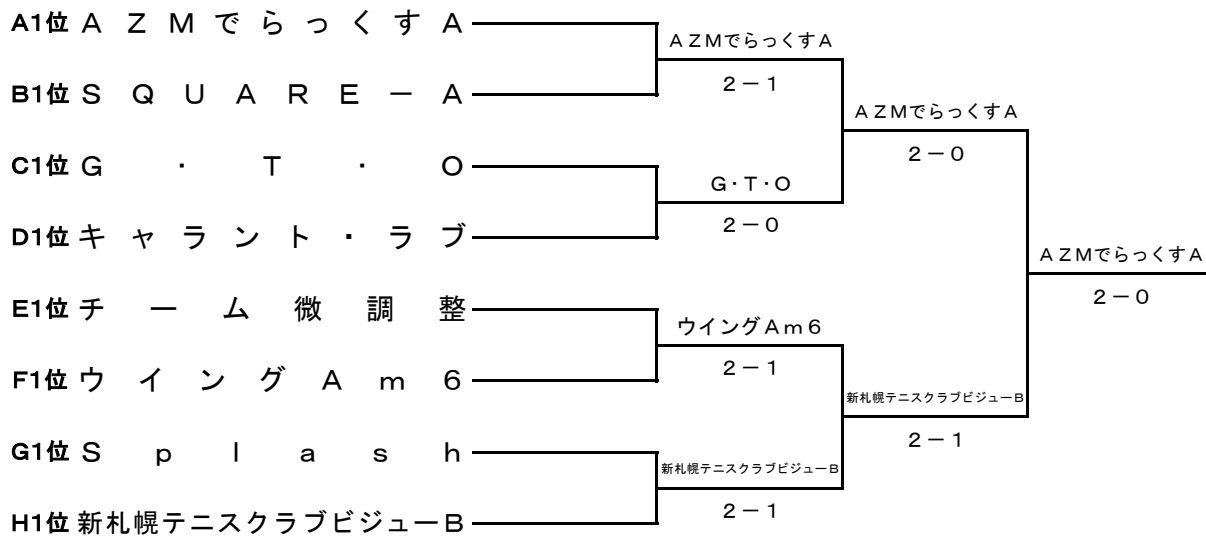 A1位 ＡＺＭでらっくすＡ
ＡＺＭでらっくすＡ
B1位 ＳＱＵＡＲＥ－Ａ
２－１
ＡＺＭでらっくすＡ
２－０
C1位 Ｇ・Ｔ・Ｏ
Ｇ・Ｔ・Ｏ
D1位 キャラント・ラブ
２－０
ＡＺＭでらっくすＡ
２－０
E1位 チーム微調整
ウイングＡｍ６
F1位 ウイングＡｍ６
２－１
新札幌テニスクラブビジューＢ
２－１
G1位 Ｓｐｌａｓｈ
新札幌テニスクラブビジューＢ
H1位 新札幌テニスクラブビジューＢ
２－１